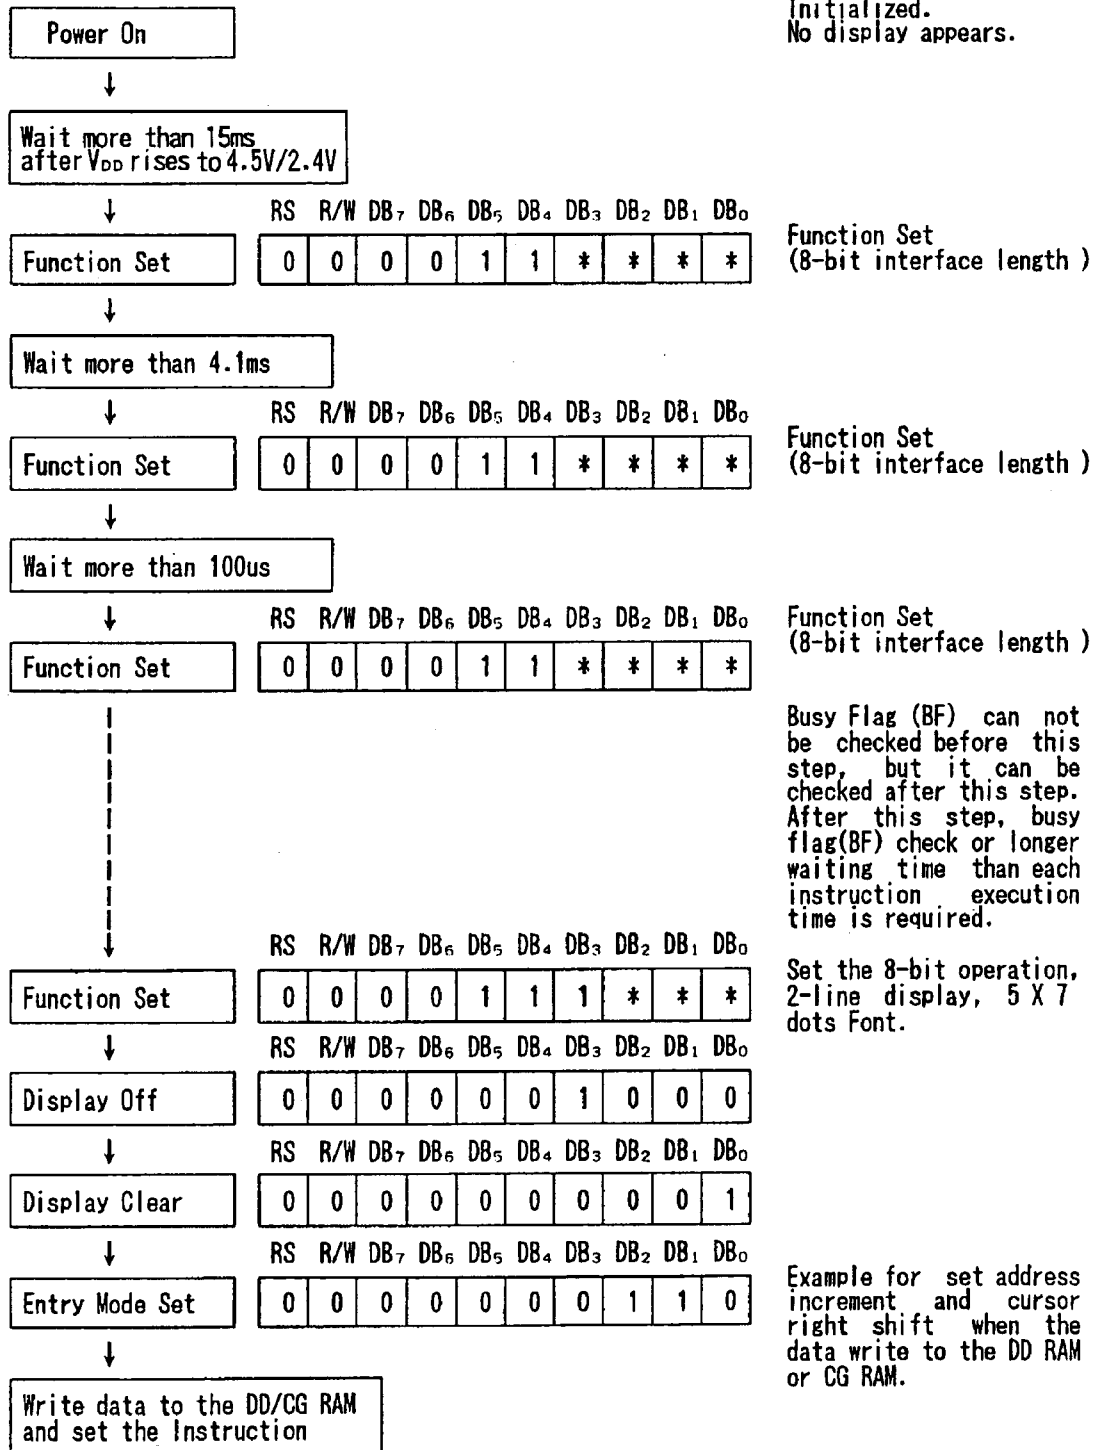 Initialized.
Power On
No display appears.
↓
Wait more than 15ms
after VDD rises to 4.5V/2.4V
↓
RS R/W DB7 DB6 DB5 DB4 DB3 DB2 DB1 DB0
Function Set
0 0 0 0 1 1 * * * *
Function Set
(8-bit interface length )
↓
Wait more than 4.1ms
↓
RS R/W DB7 DB6 DB5 DB4 DB3 DB2 DB1 DB0
Function Set
0 0 0 0 1 1 * * * *
Function Set
(8-bit interface length )
↓
Wait more than 100us
↓
RS R/W DB7 DB6 DB5 DB4 DB3 DB2 DB1 DB0
Function Set
0 0 0 0 1 1 * * * *
Function Set
(8-bit interface length )
Busy Flag (BF) can not
be checked before this
step, but it can be
checked after this step.
After this step, busy
flag(BF) check or longer
waiting time than each
instruction execution
time is required.
RS R/W DB7 DB6 DB5 DB4 DB3 DB2 DB1 DB0
Function Set
0 0 0 0 1 1 1 * * *
Set the 8-bit operation,
2-line display, 5 X 7
dots Font.
↓
RS R/W DB7 DB6 DB5 DB4 DB3 DB2 DB1 DB0
Display Off
0 0 0 0 0 0 1 0 0 0
↓
RS R/W DB7 DB6 DB5 DB4 DB3 DB2 DB1 DB0
Display Clear
0 0 0 0 0 0 0 0 0 1
↓
RS R/W DB7 DB6 DB5 DB4 DB3 DB2 DB1 DB0
Entry Mode Set
0 0 0 0 0 0 0 1 1 0
Example for set address
increment and cursor
right shift when the
data write to the DD RAM
or CG RAM.
↓
Write data to the DD/CG RAM
and set the Instruction